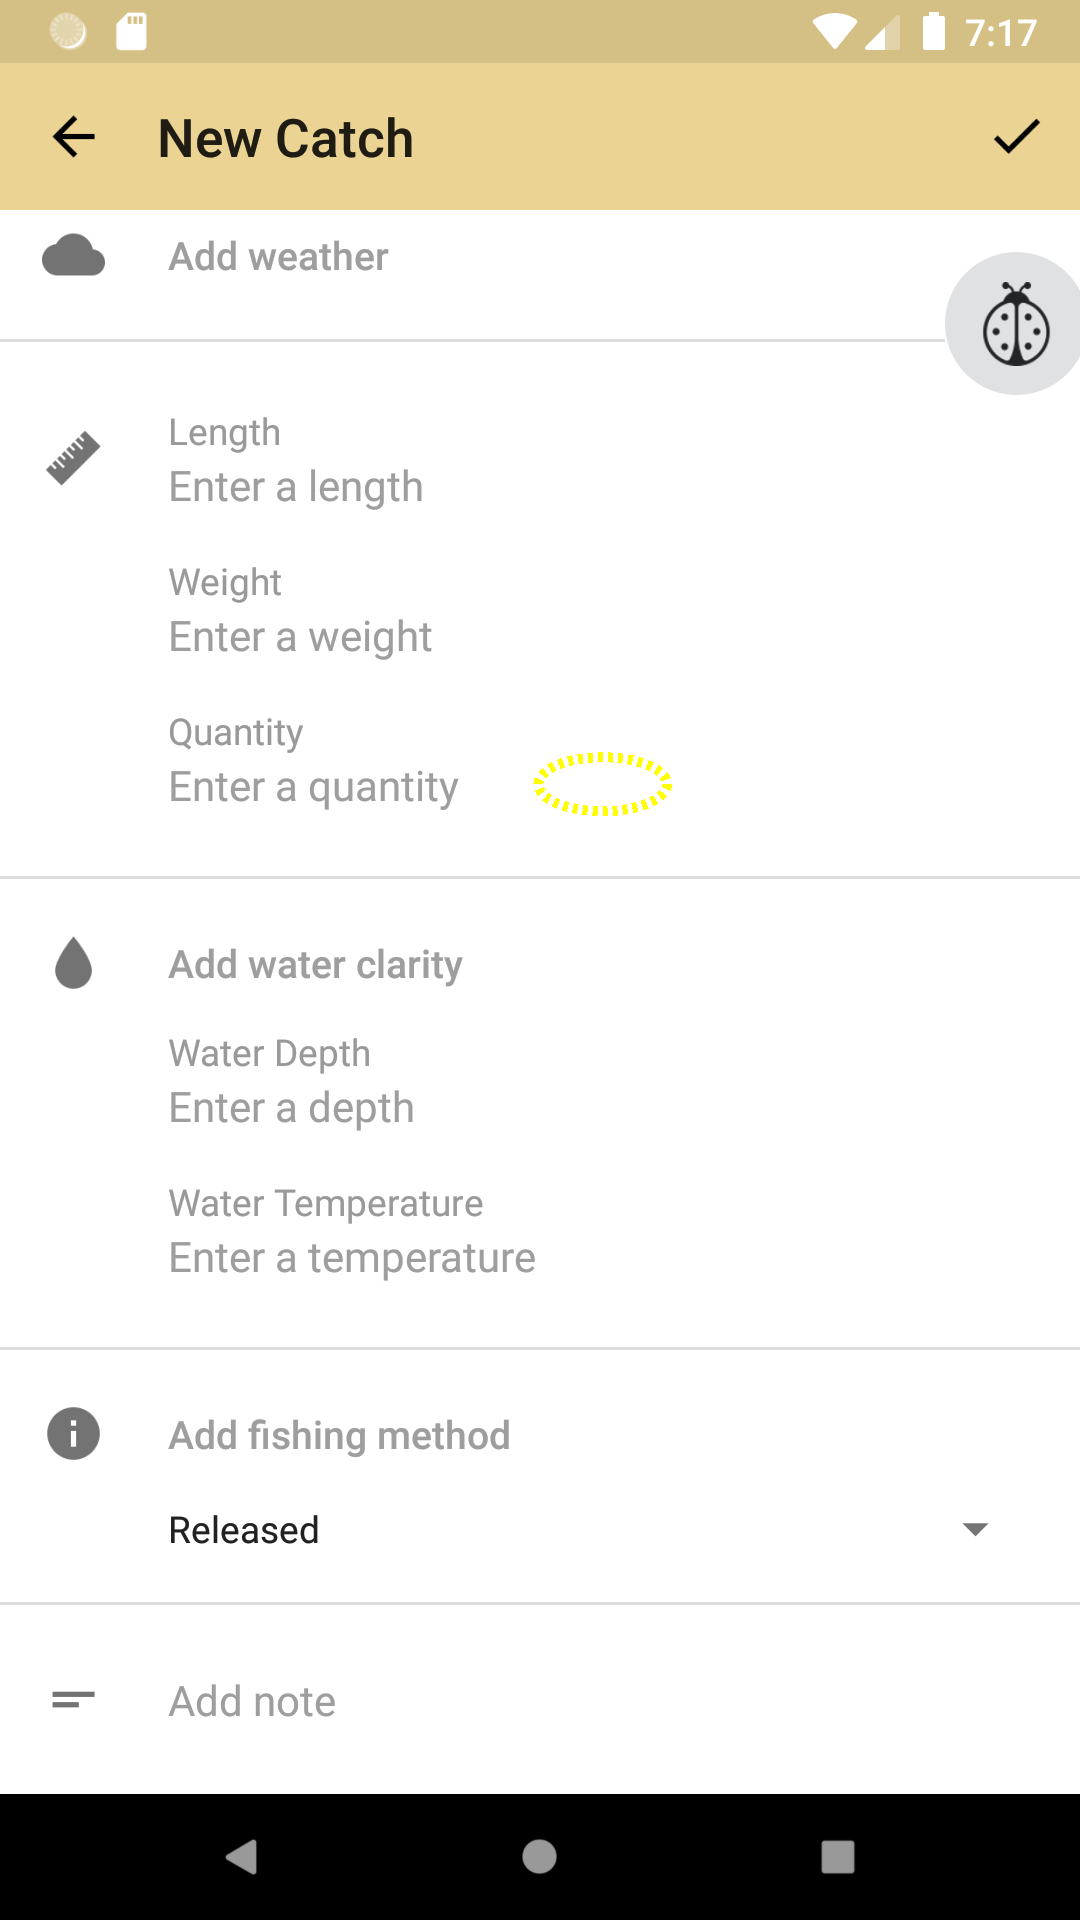 7:17
New Catch
Add weather
Length
Enter a length
Weight
Enter a weight
Quantity
Enter a quantity
Add water clarity
Water Depth
Enter a depth
Water Temperature
Enter a temperature
Add fishing method
Released
Add note